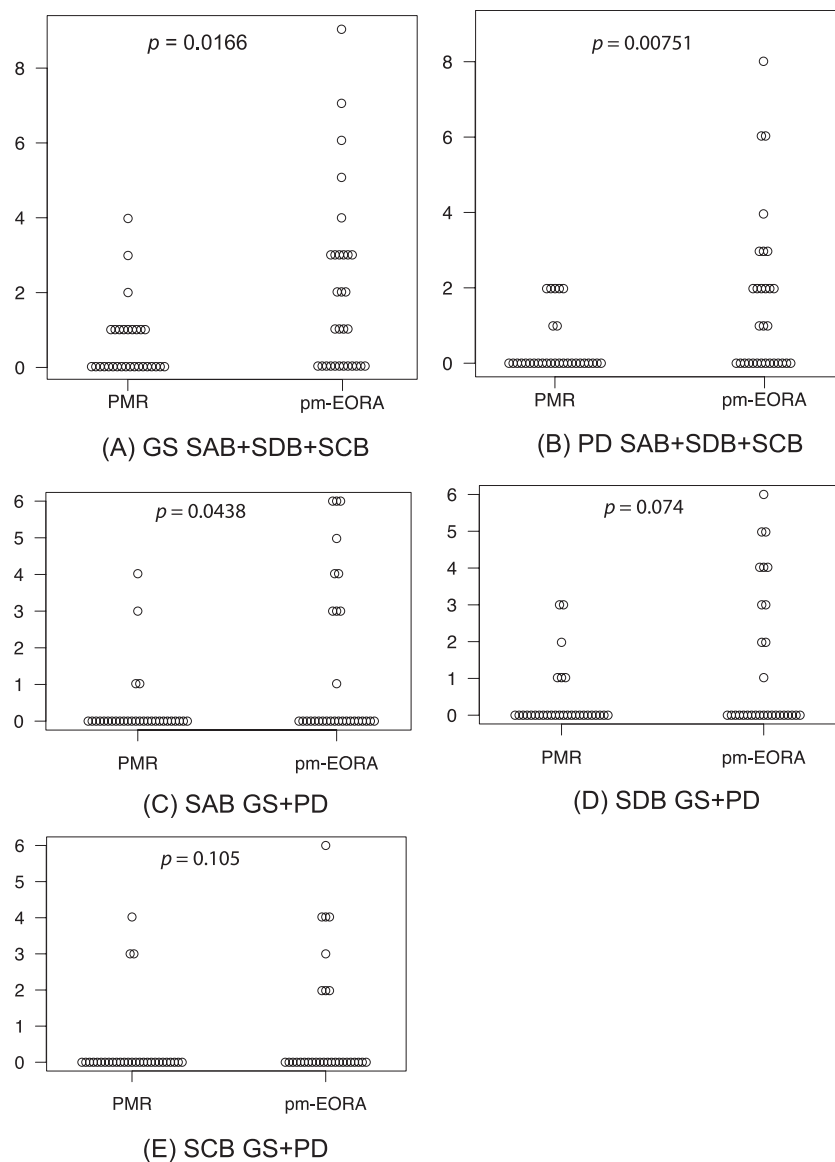 p = 0.0166
8
6
4
2
0
PMR
pm-EORA
(A) GS SAB+SDB+SCB
p = 0.00751
8
6
4
2
0
PMR
pm-EORA
(B) PD SAB+SDB+SCB
p = 0.0438
6
5
4
3
2
1
0
PMR
pm-EORA
(C) SAB GS+PD
p = 0.074
6
5
4
3
2
1
0
PMR
pm-EORA
(D) SDB GS+PD
p = 0.105
6
5
4
3
2
1
0
PMR
pm-EORA
(E) SCB GS+PD